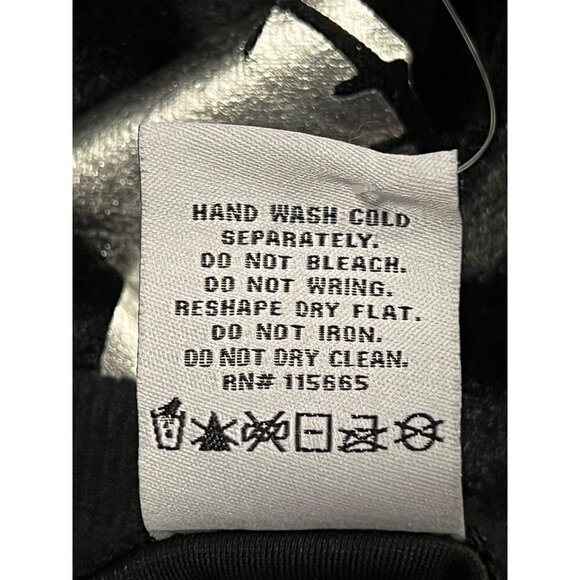 HAND WASH COLD
SEPARATELY.
DO NOT BLEACH.
DO NOT WRING.
RESHAPE DRY FLAT.
DO NOT IRON.
DO NOT DRY CLEAN.
RN# 115665